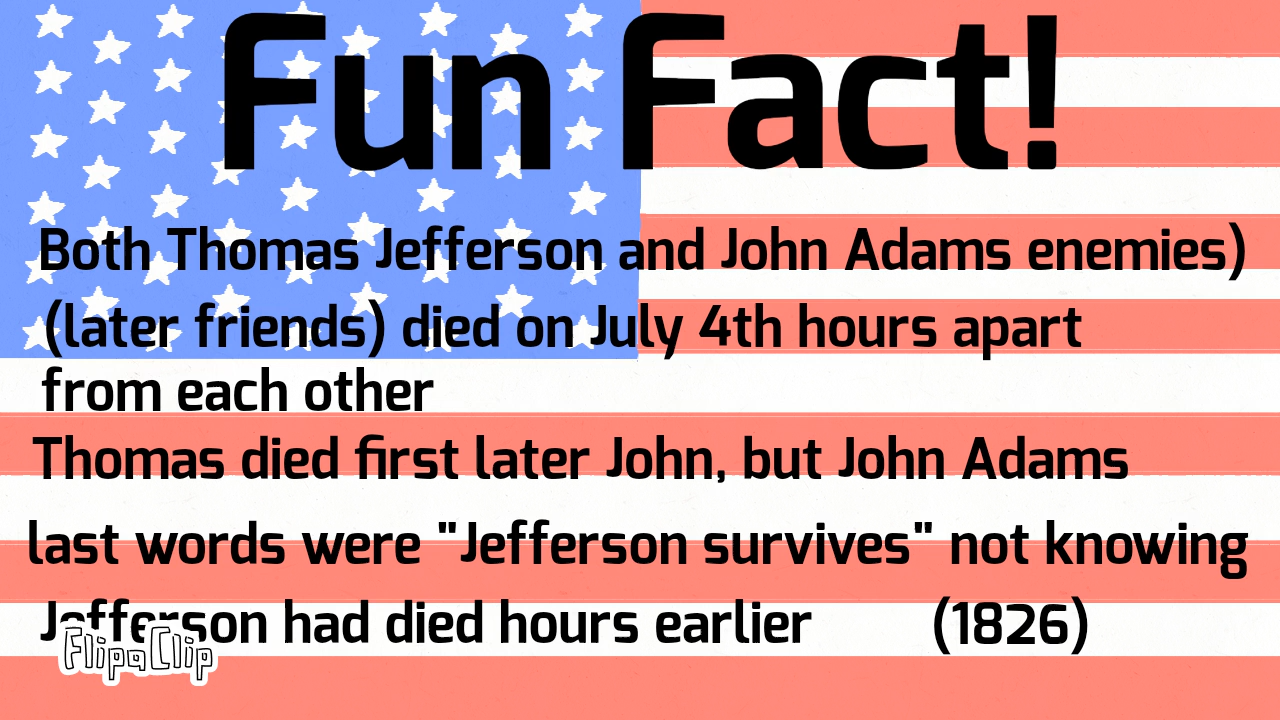 Fun Fact!
Both Thomas Jefferson and John Adams enemies)
(later friends) died on July 4th hours apart
from each other
Thomas died first later John, but John Adams
last words were "Jefferson survives" not knowing
Jefferson had died hours earlier (1826)
FlipaClip